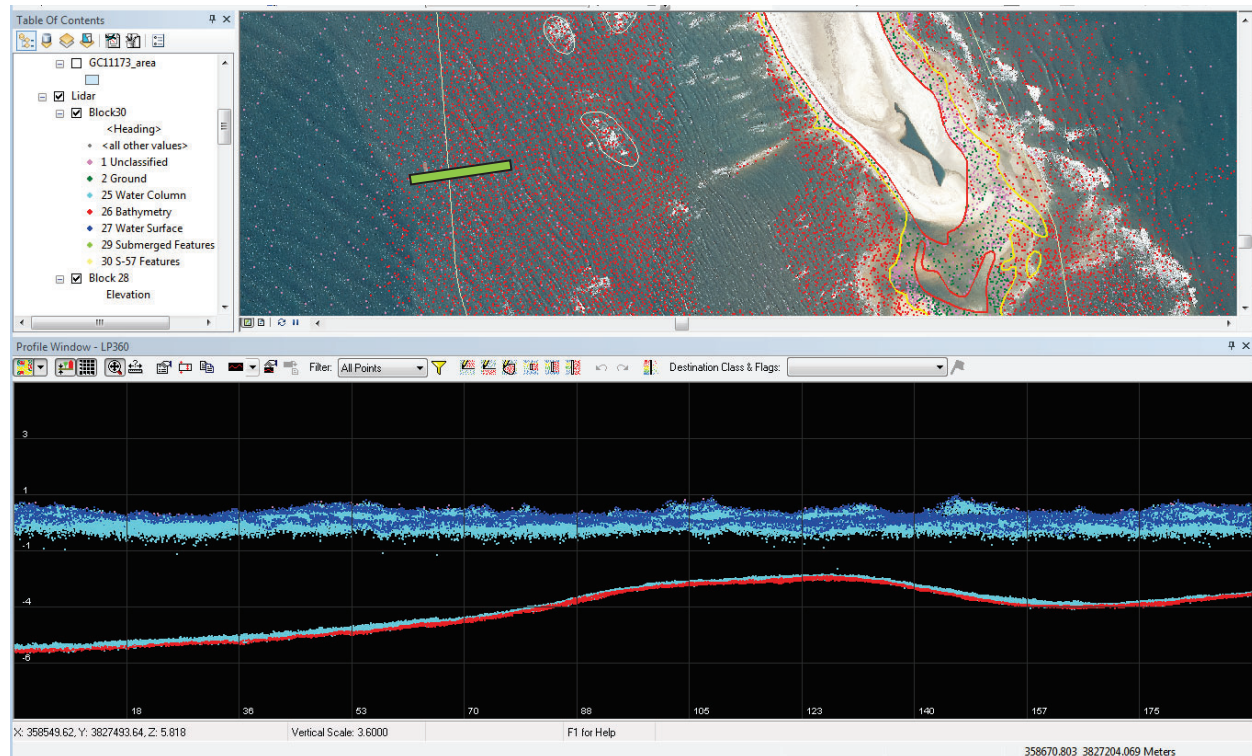 Table Of Contents
GC11173_area
Lidar
Block30
<Heading>
<all other values>
1 Unclassified
2 Ground
25 Water Column
26 Bathymetry
27 Water Surface
29 Submerged Features
30 S-57 Features
Block 28
Elevation
Profile Window - LP360
Filter: All Points Destination Class & Flags:
3
1
-1
-4
-6
18 36 53 70 88 105 123 140 157 175
X: 358549.62, Y: 3827493.64, Z: 5.818 Vertical Scale: 3.6000 F1 for Help
358670.803 3827204.069 Meters